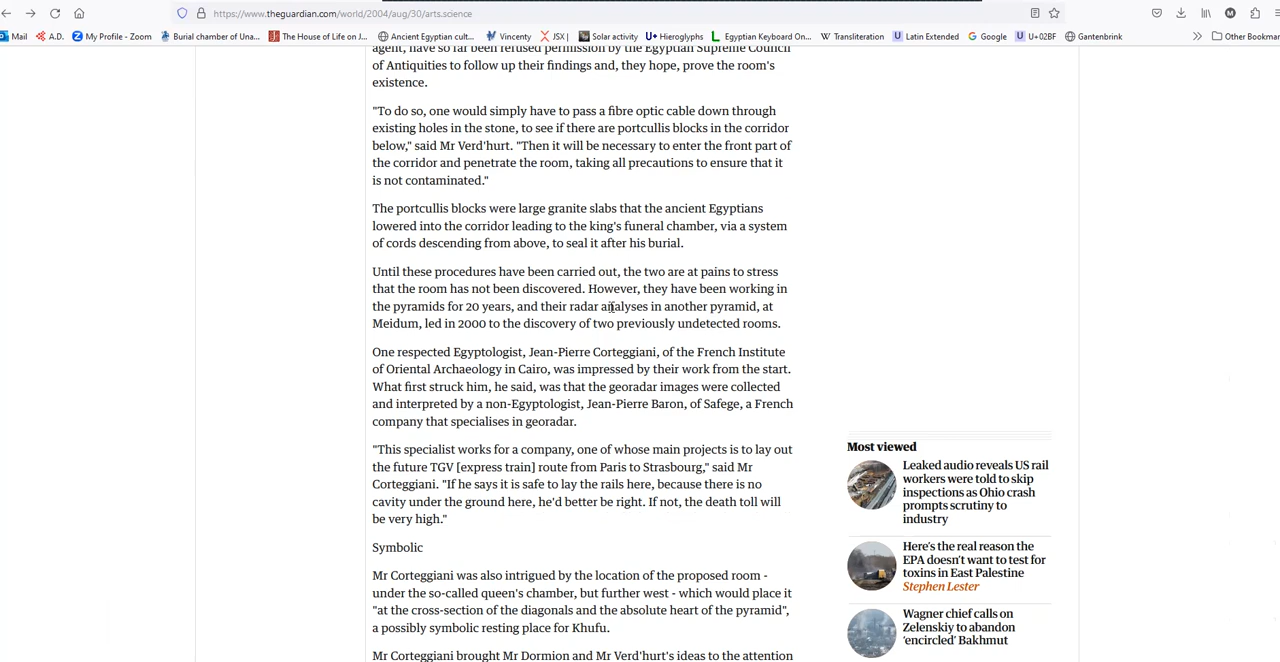 https://www.theguardian.com/world/2004/aug/30/arts.science
Mail
A.D.
My Profile - Zoom
Burial chamber of Una...
The House of Life on J...
Ancient Egyptian cult...
Vincenty
JSX |
Solar activity
Hieroglyphs
Egyptian Keyboard On...
Transliteration
Latin Extended
Google
U+02BF
Gantenbrink
Other Bookmar
agent, have so far been refused permission by the Egyptian Supreme Council
of Antiquities to follow up their findings and, they hope, prove the room's
existence.
"To do so, one would simply have to pass a fibre optic cable down through
existing holes in the stone, to see if there are portcullis blocks in the corridor
below," said Mr Verd'hurt. "Then it will be necessary to enter the front part of
the corridor and penetrate the room, taking all precautions to ensure that it
is not contaminated."
The portcullis blocks were large granite slabs that the ancient Egyptians
lowered into the corridor leading to the king's funeral chamber, via a system
of cords descending from above, to seal it after his burial.
Until these procedures have been carried out, the two are at pains to stress
that the room has not been discovered. However, they have been working in
the pyramids for 20 years, and their radar analyses in another pyramid, at
Meidum, led in 2000 to the discovery of two previously undetected rooms.
One respected Egyptologist, Jean-Pierre Corteggiani, of the French Institute
of Oriental Archaeology in Cairo, was impressed by their work from the start.
What first struck him, he said, was that the georadar images were collected
and interpreted by a non-Egyptologist, Jean-Pierre Baron, of Safege, a French
company that specialises in georadar.
"This specialist works for a company, one of whose main projects is to lay out
the future TGV [express train] route from Paris to Strasbourg," said Mr
Corteggiani. "If he says it is safe to lay the rails here, because there is no
cavity under the ground here, he'd better be right. If not, the death toll will
be very high."
Symbolic
Mr Corteggiani was also intrigued by the location of the proposed room -
under the so-called queen's chamber, but further west - which would place it
"at the cross-section of the diagonals and the absolute heart of the pyramid",
a possibly symbolic resting place for Khufu.
Mr Corteggiani brought Mr Dormion and Mr Verd'hurt's ideas to the attention
Most viewed
Leaked audio reveals US rail
workers were told to skip
inspections as Ohio crash
prompts scrutiny to
industry
Here's the real reason the
EPA doesn't want to test for
toxins in East Palestine
Stephen Lester
Wagner chief calls on
Zelenskiy to abandon
'encircled' Bakhmut